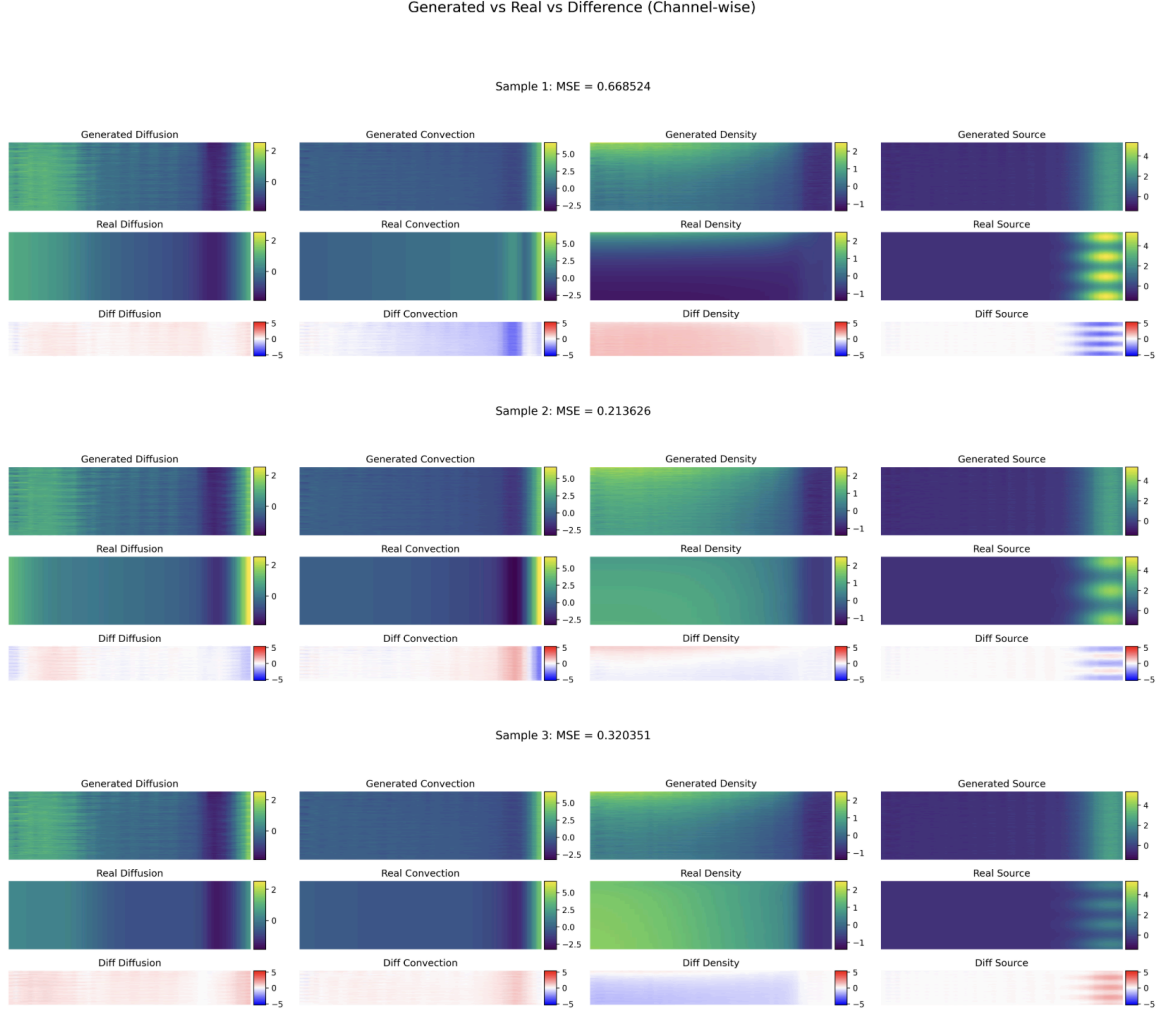 Generated vs Real vs Difference (Channel-wise)
Sample 1: MSE = 0.668524
Generated Diffusion
Generated Convection
Generated Density
Generated Source
2
0
5.0
2.5
0.0
−2.5
2
1
0
−1
4
2
0
Real Diffusion
Real Convection
Real Density
Real Source
2
0
5.0
2.5
0.0
−2.5
2
1
0
−1
4
2
0
Diff Diffusion
Diff Convection
Diff Density
Diff Source
5
0
−5
5
0
−5
5
0
−5
5
0
−5
Sample 2: MSE = 0.213626
Generated Diffusion
Generated Convection
Generated Density
Generated Source
2
0
5.0
2.5
0.0
−2.5
2
1
0
−1
4
2
0
Real Diffusion
Real Convection
Real Density
Real Source
2
0
5.0
2.5
0.0
−2.5
2
1
0
−1
4
2
0
Diff Diffusion
Diff Convection
Diff Density
Diff Source
5
0
−5
5
0
−5
5
0
−5
5
0
−5
Sample 3: MSE = 0.320351
Generated Diffusion
Generated Convection
Generated Density
Generated Source
2
0
5.0
2.5
0.0
−2.5
2
1
0
−1
4
2
0
Real Diffusion
Real Convection
Real Density
Real Source
2
0
5.0
2.5
0.0
−2.5
2
1
0
−1
4
2
0
Diff Diffusion
Diff Convection
Diff Density
Diff Source
5
0
−5
5
0
−5
5
0
−5
5
0
−5